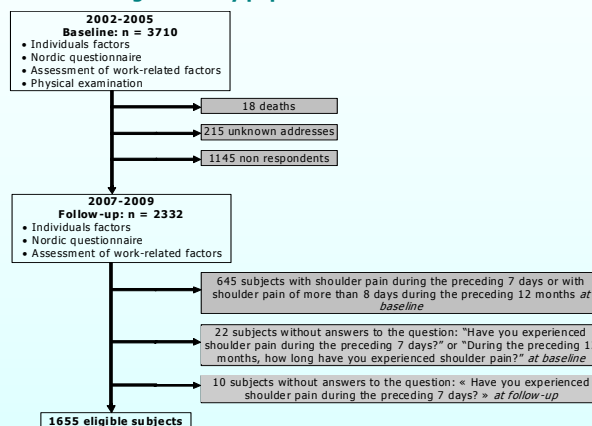 2002-2005
Baseline: n = 3710
• Individuals factors
• Nordic questionnaire
• Assessment of work-related factors
• Physical examination
18 deaths
215 unknown addresses
1145 non respondents
2007-2009
Follow-up: n = 2332
• Individuals factors
• Nordic questionnaire
• Assessment of work-related factors
645 subjects with shoulder pain during the preceding 7 days or with
shoulder pain of more than 8 days during the preceding 12 months at
baseline
22 subjects without answers to the question: "Have you experienced
shoulder pain during the preceding 7 days?" or "During the preceding
months, how long have you experienced shoulder pain?" at baseline
10 subjects without answers to the question: « Have you experienced
shoulder pain during the preceding 7 days? » at follow-up
1655 eligible subjects